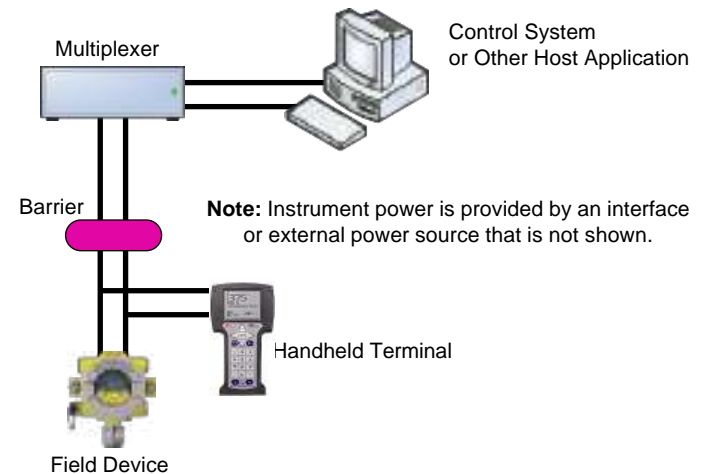 Control System
or Other Host Application
Multiplexer
Barrier
Note: Instrument power is provided by an interface
or external power source that is not shown.
Handheld Terminal
Field Device